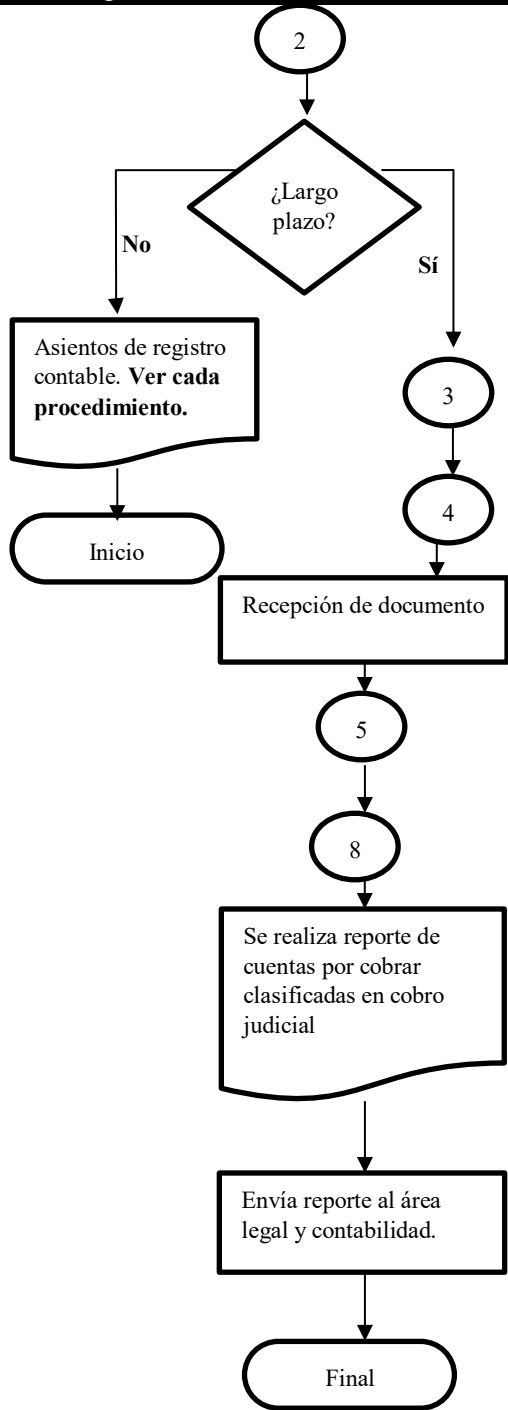 2
¿Largo
plazo?
No
Sí
Asientos de registro
contable. Ver cada
procedimiento.
3
4
Inicio
Recepción de documento
5
8
Se realiza reporte de
cuentas por cobrar
clasificadas en cobro
judicial
Envía reporte al área
legal y contabilidad.
Final